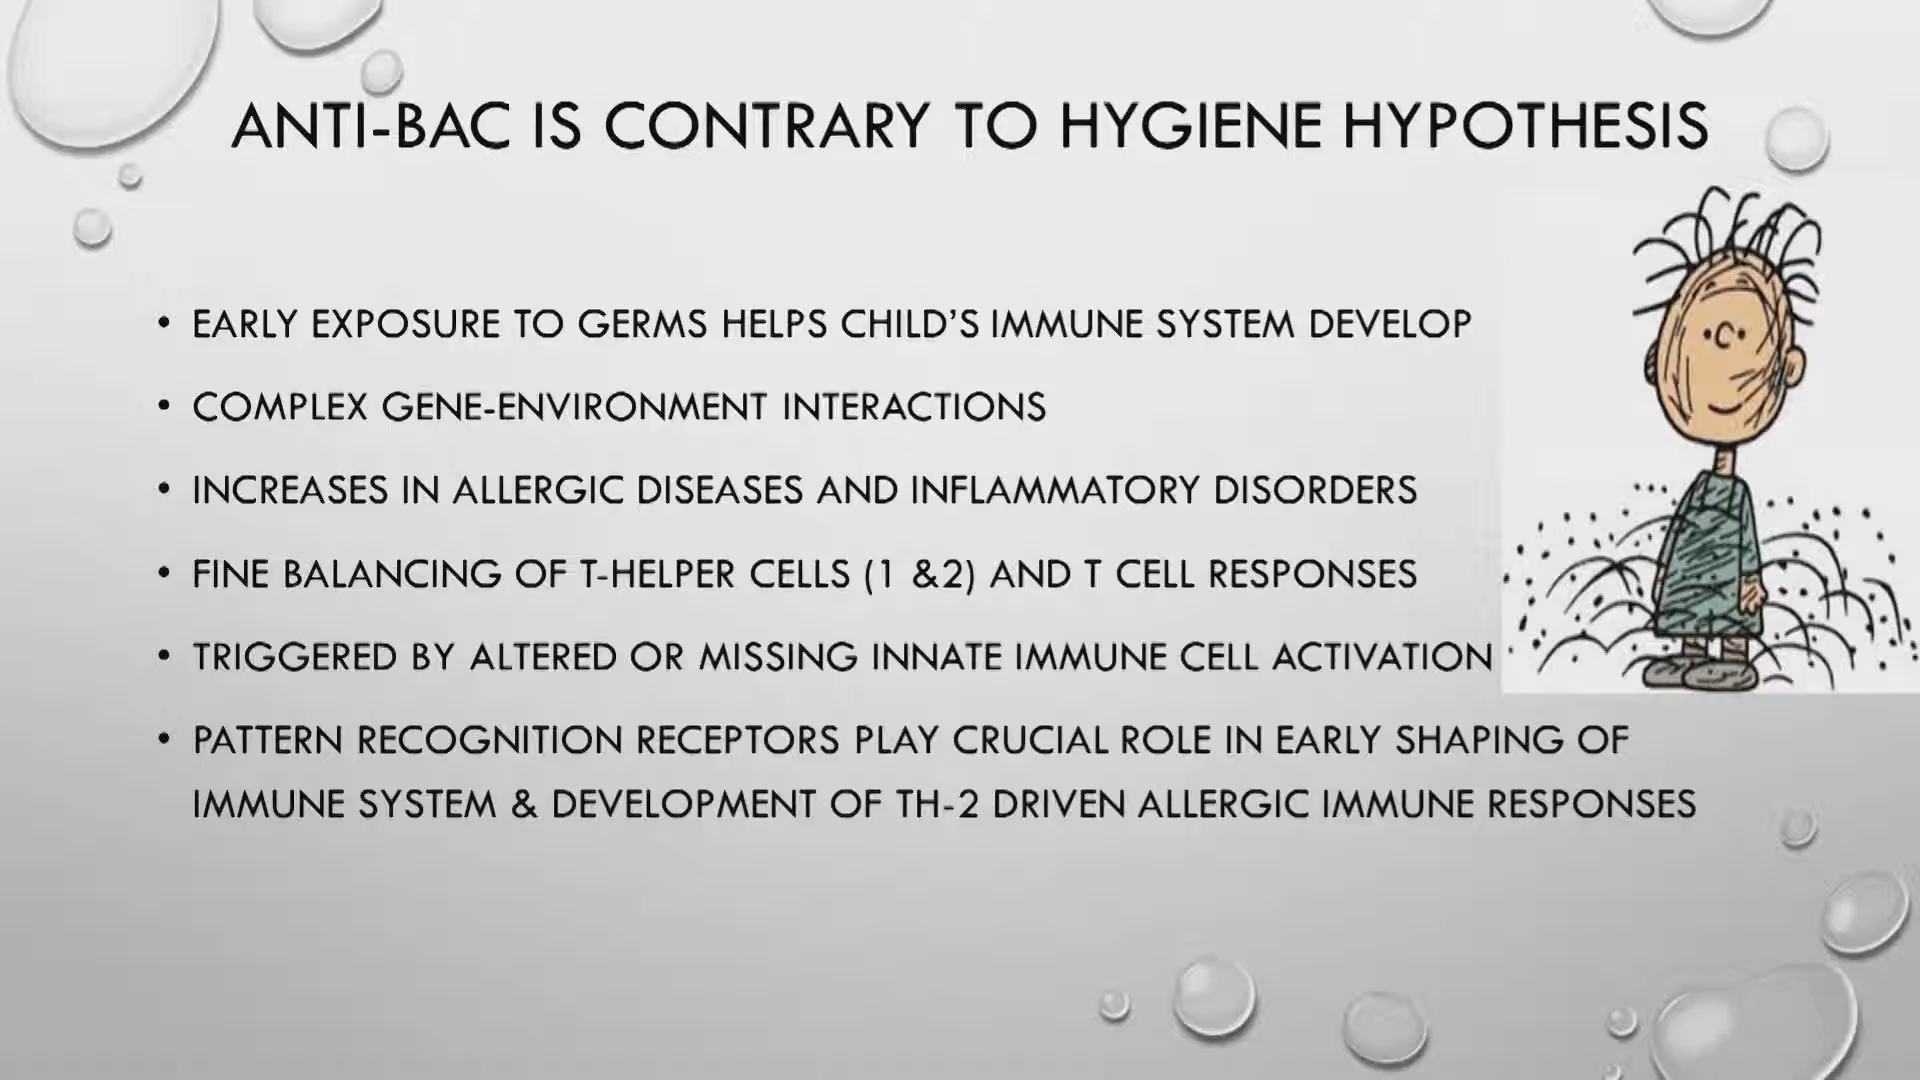 ANTI-BAC IS CONTRARY TO HYGIENE HYPOTHESIS
• EARLY EXPOSURE TO GERMS HELPS CHILD’S IMMUNE SYSTEM DEVELOP
• COMPLEX GENE-ENVIRONMENT INTERACTIONS
• INCREASES IN ALLERGIC DISEASES AND INFLAMMATORY DISORDERS
• FINE BALANCING OF T-HELPER CELLS (1 &2) AND T CELL RESPONSES
• TRIGGERED BY ALTERED OR MISSING INNATE IMMUNE CELL ACTIVATION
• PATTERN RECOGNITION RECEPTORS PLAY CRUCIAL ROLE IN EARLY SHAPING OF
IMMUNE SYSTEM & DEVELOPMENT OF TH-2 DRIVEN ALLERGIC IMMUNE RESPONSES